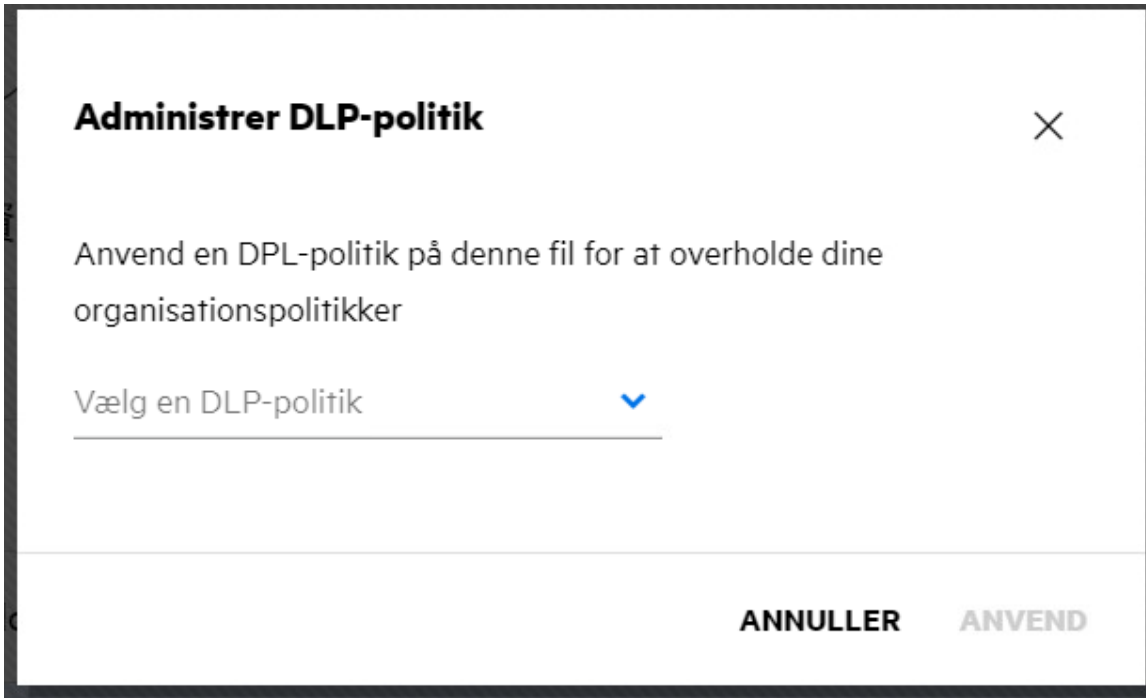 Administrer DLP-politik
Anvend en DPL-politik på denne fil for at overholde dine
organisationspolitikker
Vælg en DLP-politik
ANNULLER ANVEND